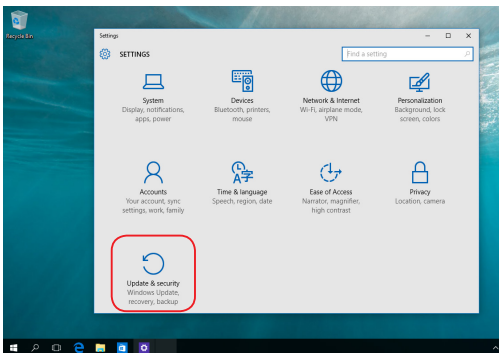 Recycle Bin
Settings
SETTINGS
Find a setting
System
Display, notifications,
apps, power
Devices
Bluetooth, printers,
mouse
Network & Internet
Wi-Fi, airplane mode,
VPN
Personalization
Background, lock
screen, colors
Accounts
Your account, sync
settings, work, family
Time & language
Speech, region, date
Ease of Access
Narrator, magnifier,
high contrast
Privacy
Location, camera
Update & security
Windows Update,
recovery, backup